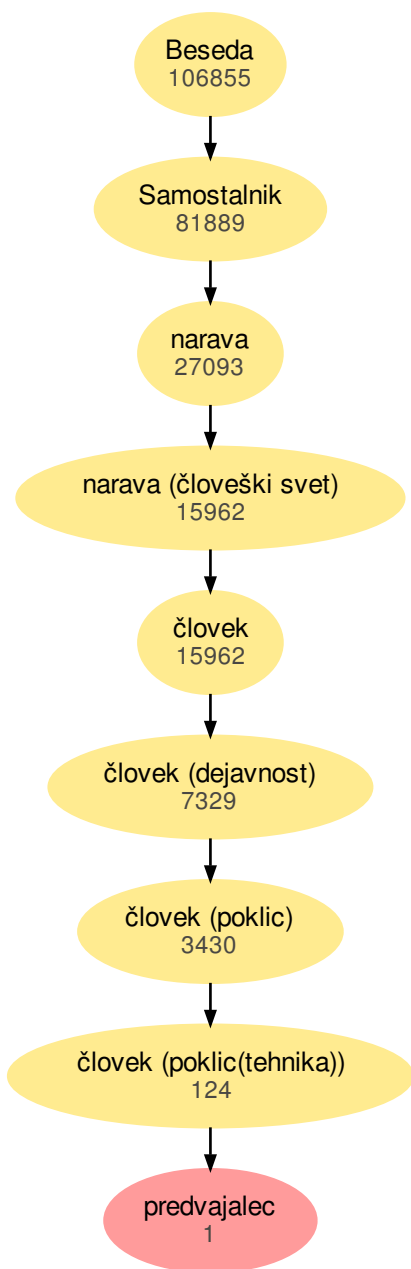 Beseda
106855
Samostalnik
81889
narava
27093
narava (človeški svet)
15962
človek
15962
človek (dejavnost)
7329
človek (poklic)
3430
človek (poklic(tehnika))
124
predvajalec
1